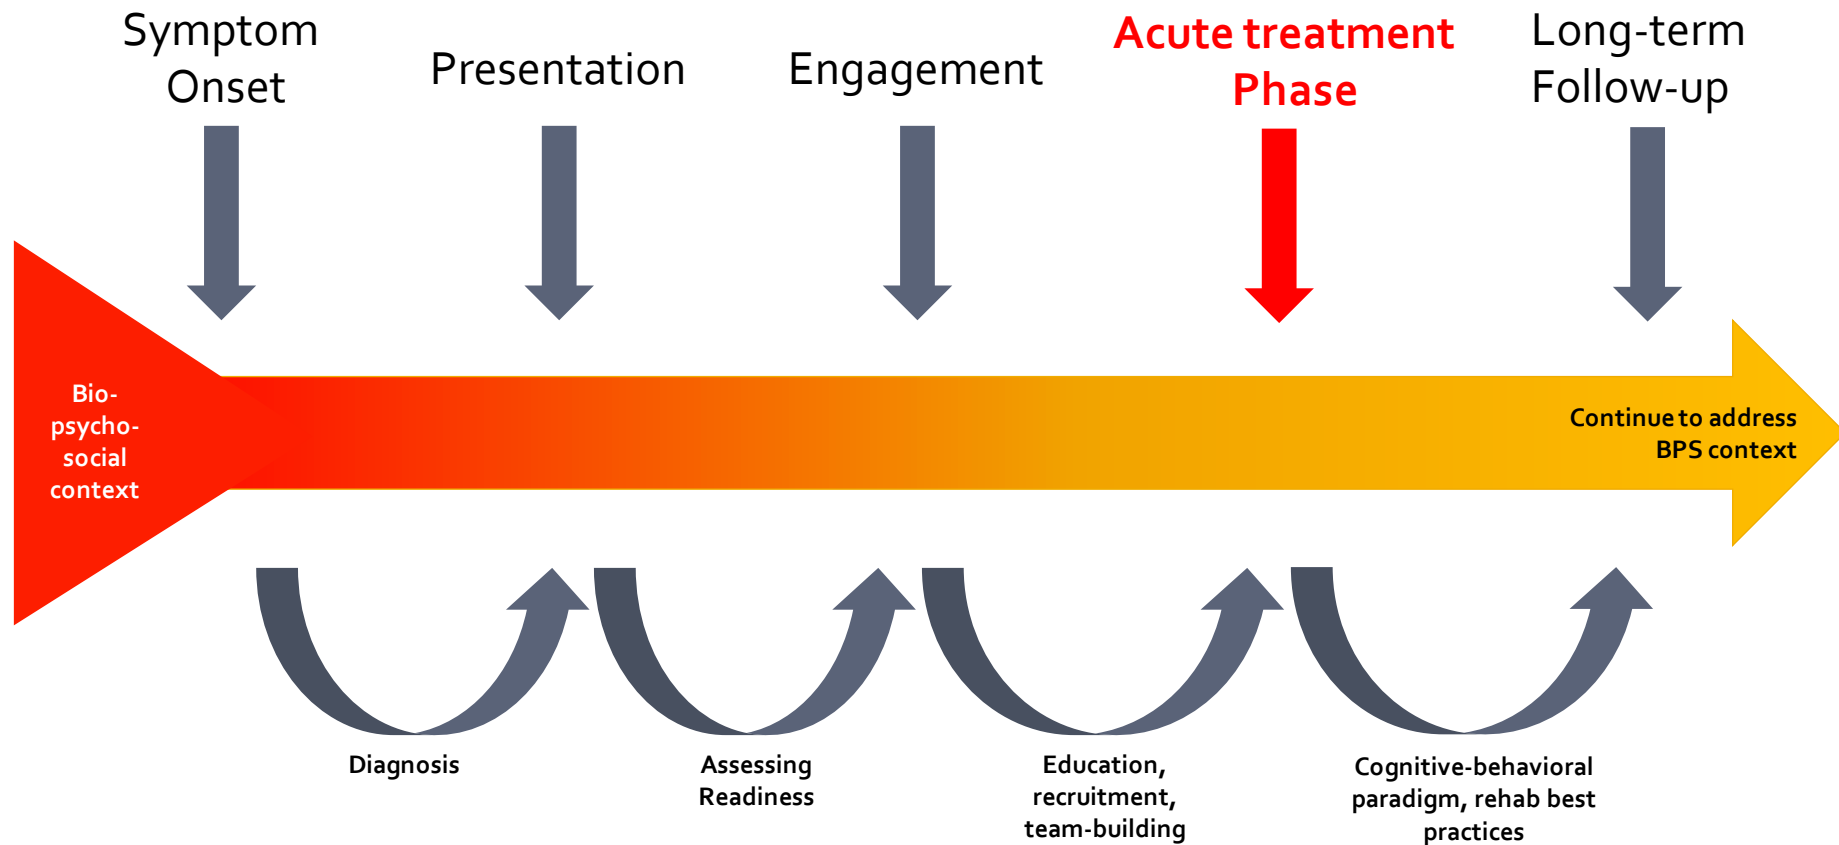 Symptom
Onset
Presentation
Engagement
Acute treatment
Phase
Long-term
Follow-up
Bio-
psycho-
social
context
Continue to address
BPS context
Diagnosis
Assessing
Readiness
Education,
recruitment,
team-building
Cognitive-behavioral
paradigm, rehab best
practices